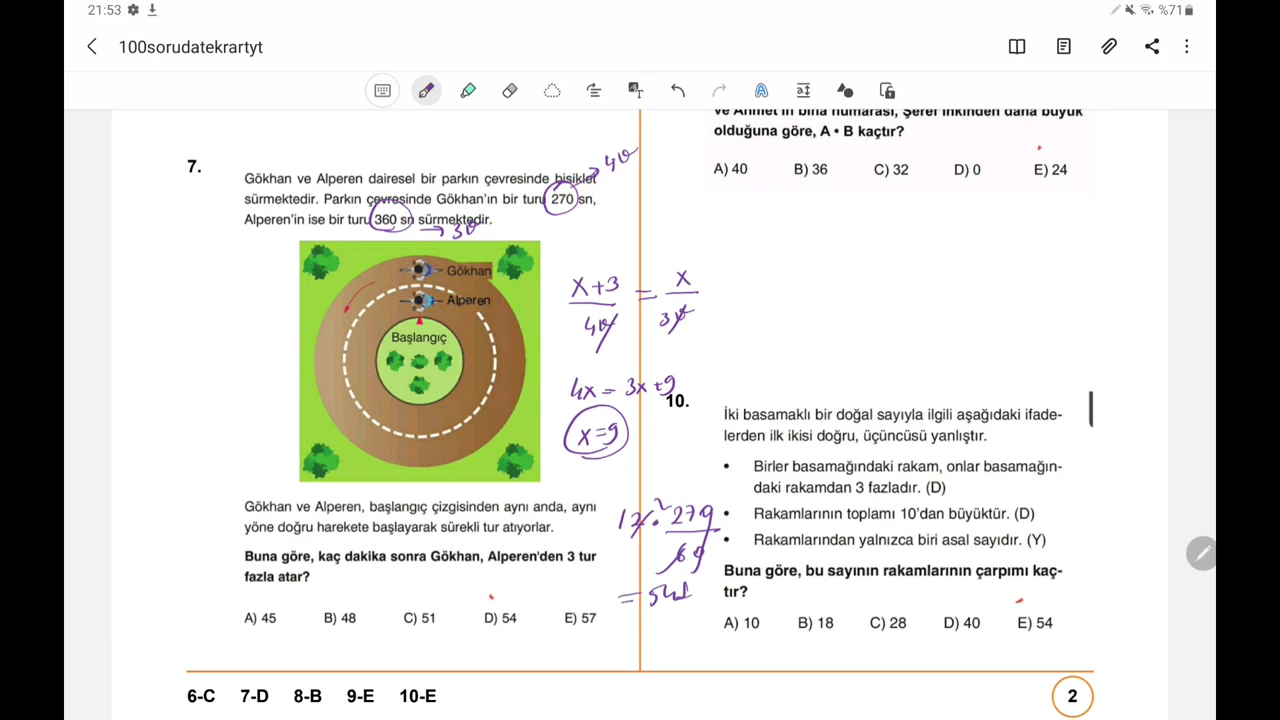 21:53
%71
100sorudatekrartyt
7.
Gökhan ve Alperen dairesel bir parkın çevresinde bisiklet
sürmektedir. Parkın çevresinde Gökhan'ın bir turu 270 sn,
Alperen'in ise bir turu 360 sn sürmektedir.
→ 4v
→ 3v
Gökhan
Alperen
Başlangıç
x+3/4v = x/3v
4x = 3x+9
x=9
Gökhan ve Alperen, başlangıç çizgisinden aynı anda, aynı
yöne doğru harekete başlayarak sürekli tur atıyorlar.
Buna göre, kaç dakika sonra Gökhan, Alperen'den 3 tur
fazla atar?
A) 45 B) 48 C) 51 D) 54 E) 57
12 . 270/60
2
= 54
ve Ahmet'in bina numarası, Şeref'inkinden daha büyük
olduğuna göre, A • B kaçtır?
A) 40 B) 36 C) 32 D) 0 E) 24
10.
İki basamaklı bir doğal sayıyla ilgili aşağıdaki ifade-
lerden ilk ikisi doğru, üçüncüsü yanlıştır.
• Birler basamağındaki rakam, onlar basamağın-
daki rakamdan 3 fazladır. (D)
• Rakamlarının toplamı 10'dan büyüktür. (D)
• Rakamlarından yalnızca biri asal sayıdır. (Y)
Buna göre, bu sayının rakamlarının çarpımı kaç-
tır?
A) 10 B) 18 C) 28 D) 40 E) 54
6-C 7-D 8-B 9-E 10-E
2